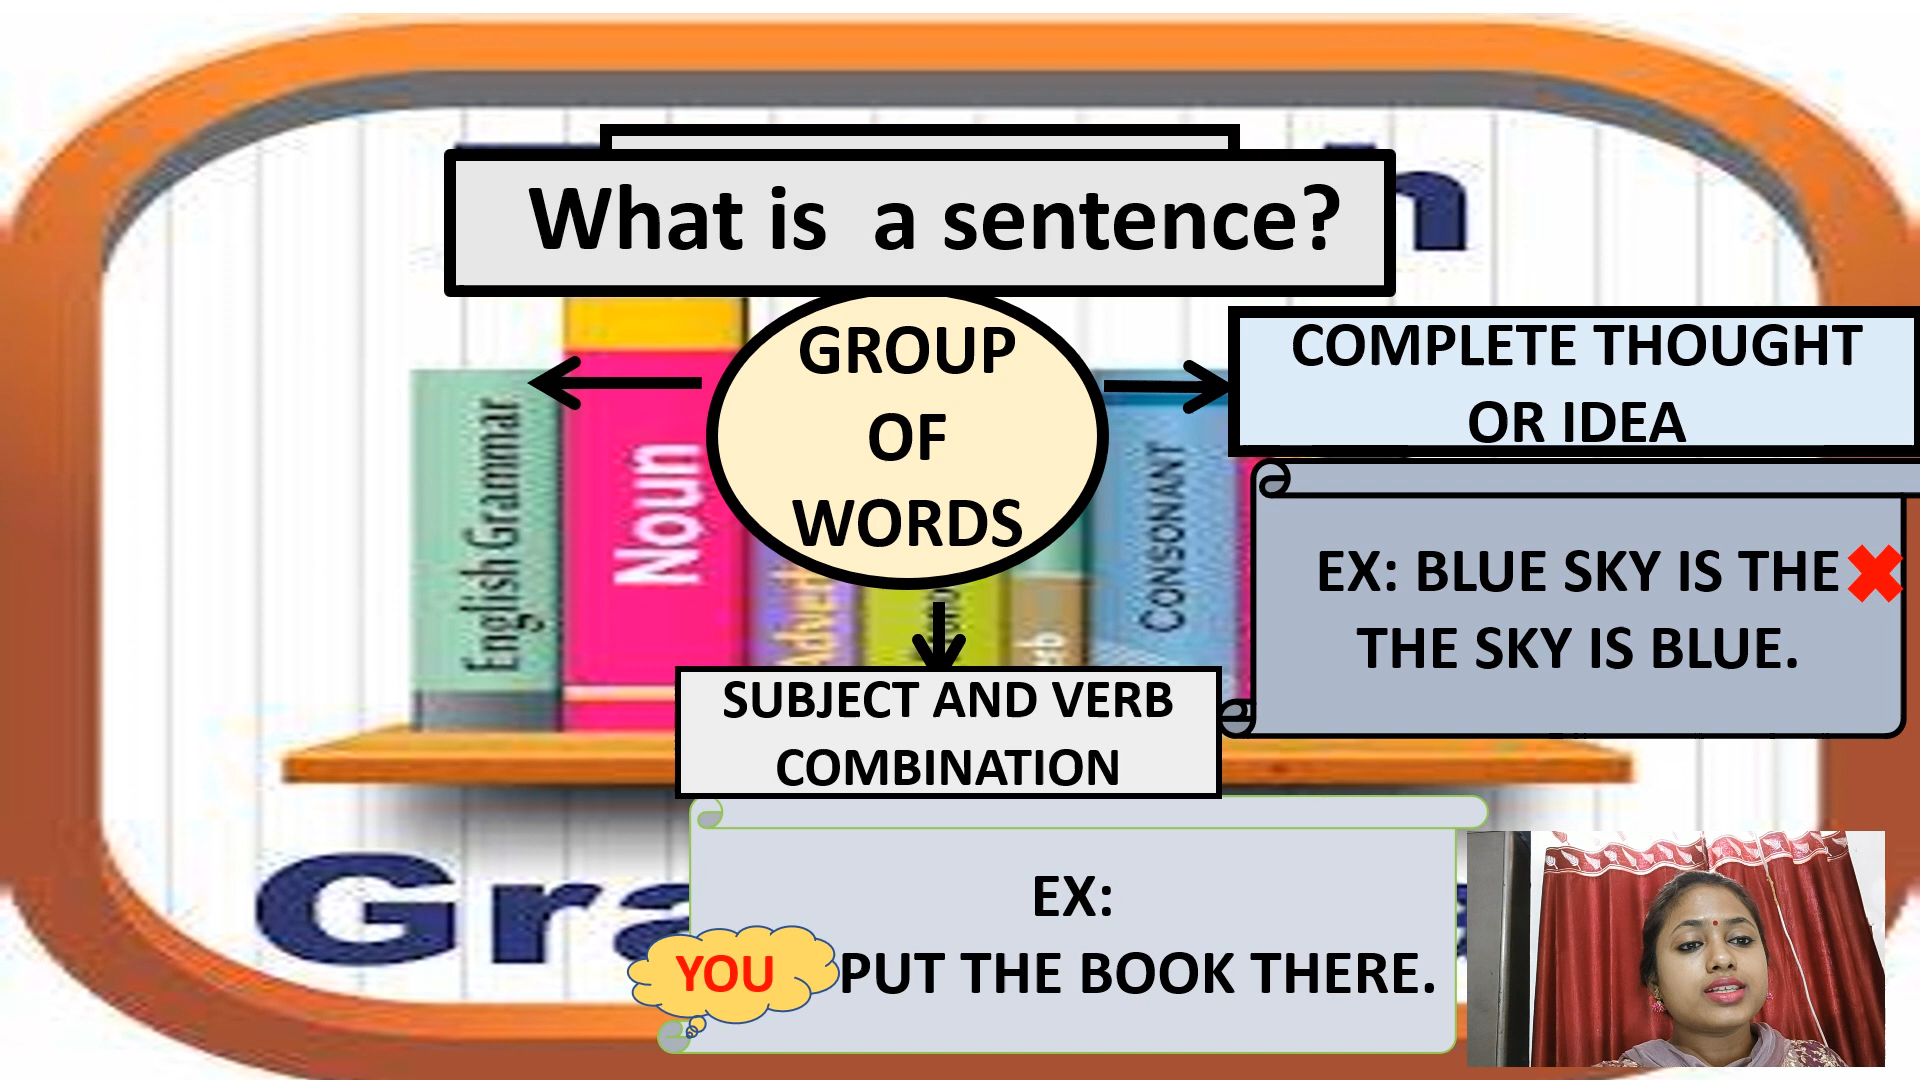 What is a sentence?
GROUP
OF
WORDS
COMPLETE THOUGHT
OR IDEA
English Grammar
Noun
CONSONANT
EX: BLUE SKY IS THE
THE SKY IS BLUE.
SUBJECT AND VERB
COMBINATION
EX:
YOU PUT THE BOOK THERE.